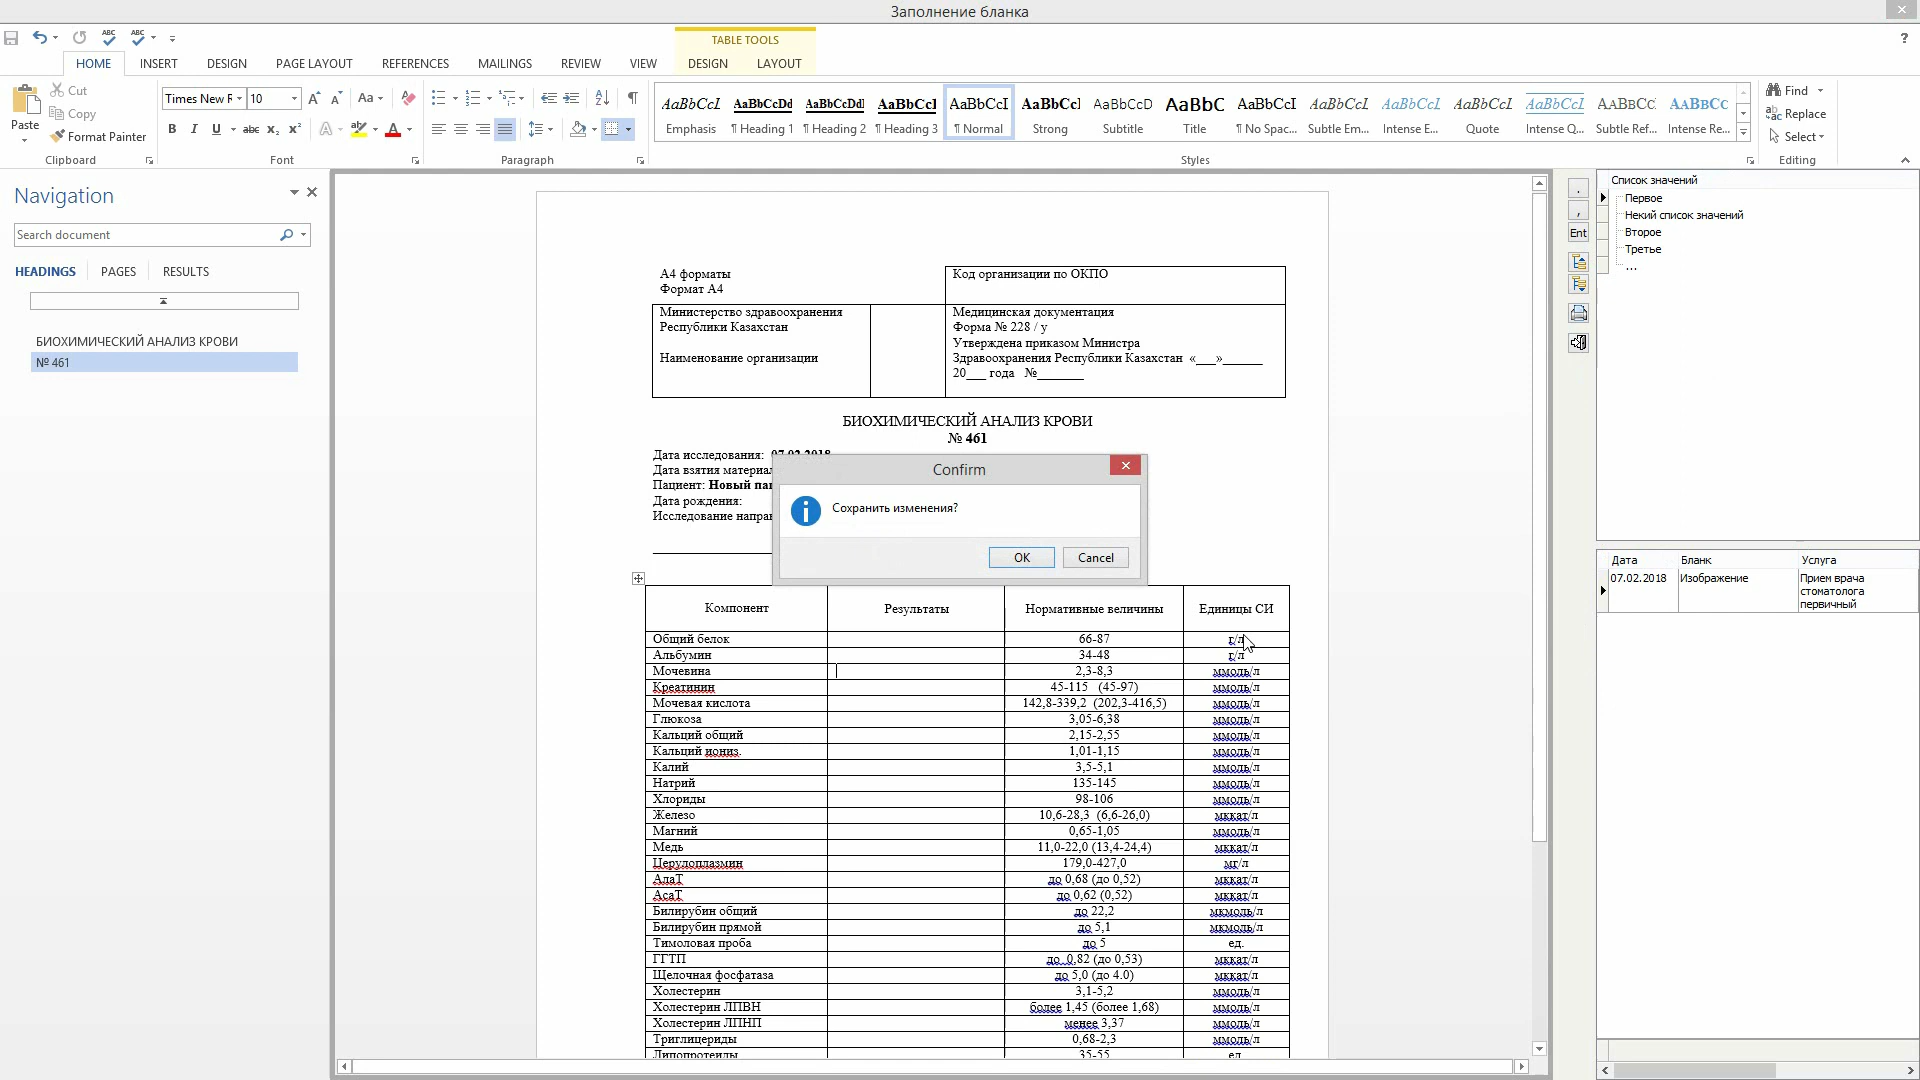 Заполнение бланка
TABLE TOOLS
HOME INSERT DESIGN PAGE LAYOUT REFERENCES MAILINGS REVIEW VIEW DESIGN LAYOUT
Paste
Cut
Copy
Format Painter
Clipboard
Times New R 10
Font
Paragraph
AaBbCcI AaBbCcDd AaBbCcDdI AaBbCcI AaBbCcI AaBbCcI AaBbCcD AaBbC AaBbCcI AaBbCcI AaBbCcI AaBbCcI AaBbCcI AaBbCc AaBbCc
Emphasis ¶ Heading 1 ¶ Heading 2 ¶ Heading 3 ¶ Normal Strong Subtitle Title ¶ No Spac... Subtle Em... Intense E... Quote Intense Q... Subtle Ref... Intense Re...
Styles
Find
Replace
Select
Editing
Navigation
Search document
HEADINGS PAGES RESULTS
БИОХИМИЧЕСКИЙ АНАЛИЗ КРОВИ
№ 461
А4 форматы
Формат А4
Код организации по ОКПО
Министерство здравоохранения
Республики Казахстан
Наименование организации
Медицинская документация
Форма № 228 / у
Утверждена приказом Министра
Здравоохранения Республики Казахстан «___»______
20___ года №_______
БИОХИМИЧЕСКИЙ АНАЛИЗ КРОВИ
№ 461
Дата исследования: 07.02.2018
Дата взятия материал
Пациент: Новый пац
Дата рождения:
Исследование направ
Confirm
Сохранить изменения?
OK Cancel
Компонент Результаты Нормативные величины Единицы СИ
Общий белок 66-87 г/л
Альбумин 34-48 г/л
Мочевина 2,3-8,3 ммоль/л
Креатинин 45-115 (45-97) ммоль/л
Мочевая кислота 142,8-339,2 (202,3-416,5) ммоль/л
Глюкоза 3,05-6,38 ммоль/л
Кальций общий 2,15-2,55 ммоль/л
Кальций иониз. 1,01-1,15 ммоль/л
Калий 3,5-5,1 ммоль/л
Натрий 135-145 ммоль/л
Хлориды 98-106 ммоль/л
Железо 10,6-28,3 (6,6-26,0) мккат/л
Магний 0,65-1,05 ммоль/л
Медь 11,0-22,0 (13,4-24,4) мккат/л
Церулоплазмин 179,0-427,0 мг/л
АлаТ до 0,68 (до 0,52) мккат/л
АсаТ до 0,62 (0,52) мккат/л
Билирубин общий до 22,2 мкмоль/л
Билирубин прямой до 5,1 мкмоль/л
Тимоловая проба до 5 ед.
ГГТП до 0,82 (до 0,53) мккат/л
Щелочная фосфатаза до 5,0 (до 4.0) мккат/л
Холестерин 3,1-5,2 ммоль/л
Холестерин ЛПВН более 1,45 (более 1,68) ммоль/л
Холестерин ЛПНП менее 3,37 ммоль/л
Триглицериды 0,68-2,3 ммоль/л
Липопротеиды 35-55 ед
.
,
Ent
Список значений
Первое
Некий список значений
Второе
Третье
...
Дата Бланк Услуга
07.02.2018 Изображение Прием врача
стоматолога
первичный